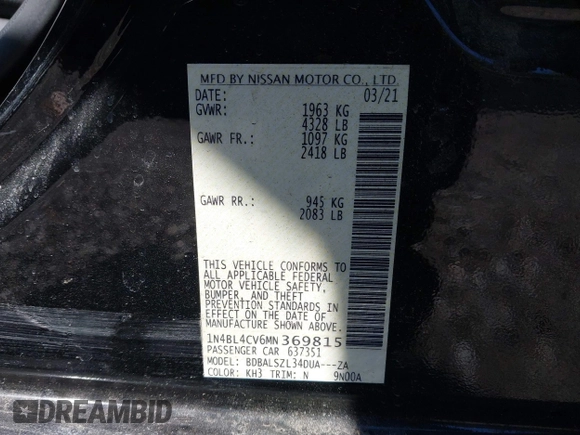 MFD BY NISSAN MOTOR CO., LTD.
DATE: 03/21
GVWR: 1963 KG
4328 LB
GAWR FR.: 1097 KG
2418 LB
GAWR RR.: 945 KG
2083 LB
THIS VEHICLE CONFORMS TO
ALL APPLICABLE FEDERAL
MOTOR VEHICLE SAFETY,
BUMPER, AND THEFT
PREVENTION STANDARDS IN
EFFECT ON THE DATE OF
MANUFACTURE SHOWN ABOVE.
1N4BL4CV6MN369815
PASSENGER CAR 637351
MODEL: BDBALSZL34DUA---ZA
COLOR: KH3 TRIM: N 9N00A
DREAMBID